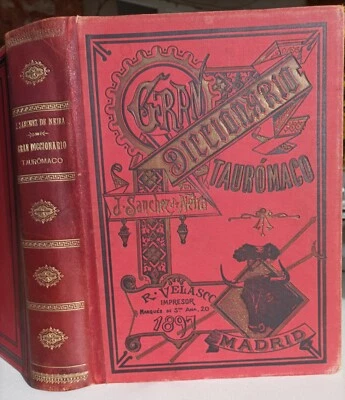 J. SANCHEZ DE NEIRA
GRAN DICCIONARIO
TAURÓMACO
GRAN
DICCIONARIO
TAURÓMACO
J. Sanchez de Neira
R. VELASCO
IMPRESOR
MARQUÉS DE Sta ANA, 20
1897
MADRID